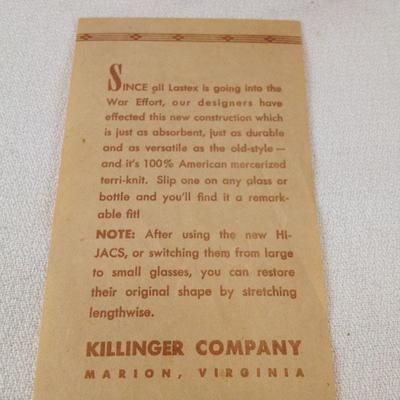 SINCE all Lastex is going into the
War Effort, our designers have
effected this new construction which
is just as absorbent, just as durable
and as versatile as the old-style—
and it's 100% American mercerized
terri-knit. Slip one on any glass or
bottle and you'll find it a remark-
able fit!
NOTE: After using the new HI-
JACS, or switching them from large
to small glasses, you can restore
their original shape by stretching
lengthwise.
KILLINGER COMPANY
MARION, VIRGINIA